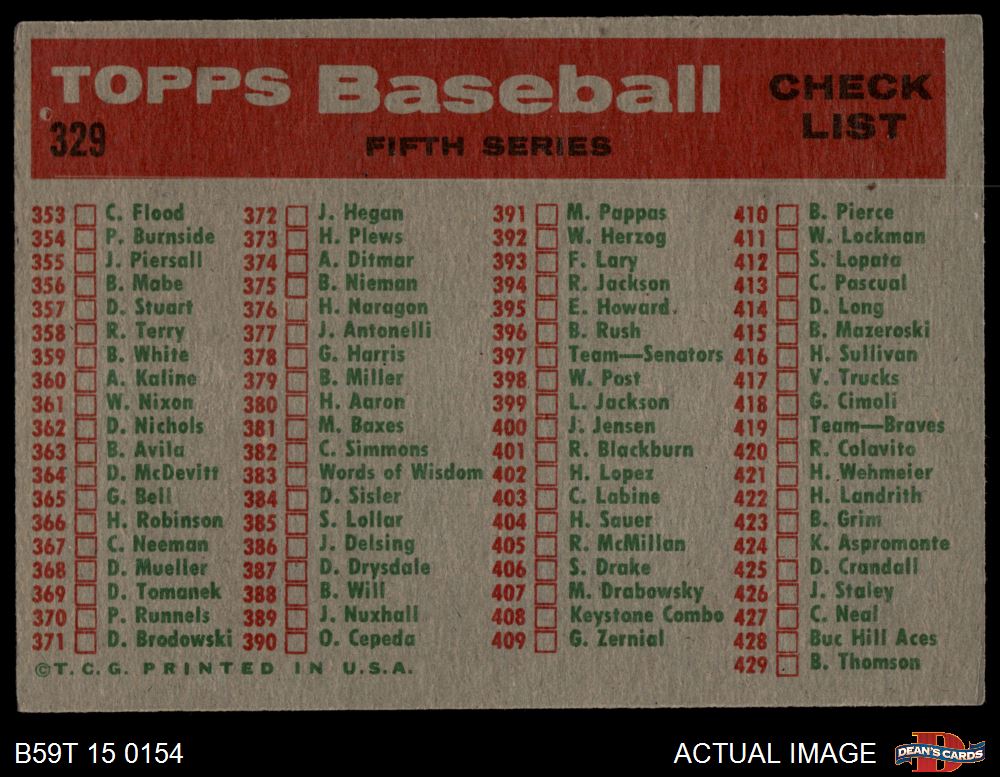 TOPPS Baseball CHECK LIST
329 FIFTH SERIES
353 C. Flood
354 P. Burnside
355 J. Piersall
356 B. Mabe
357 D. Stuart
358 R. Terry
359 B. White
360 A. Kaline
361 W. Nixon
362 D. Nichols
363 B. Avila
364 D. McDevitt
365 G. Bell
366 H. Robinson
367 C. Neeman
368 D. Mueller
369 D. Tomanek
370 P. Runnels
371 D. Brodowski
372 J. Hegan
373 H. Plews
374 A. Ditmar
375 B. Nieman
376 H. Naragon
377 J. Antonelli
378 G. Harris
379 B. Miller
380 H. Aaron
381 M. Baxes
382 C. Simmons
383 Words of Wisdom
384 D. Sisler
385 S. Lollar
386 J. Delsing
387 D. Drysdale
388 B. Will
389 J. Nuxhall
390 O. Cepeda
391 M. Pappas
392 W. Herzog
393 F. Lary
394 R. Jackson
395 E. Howard
396 B. Rush
397 Team—Senators
398 W. Post
399 L. Jackson
400 J. Jensen
401 R. Blackburn
402 H. Lopez
403 C. Labine
404 H. Sauer
405 R. McMillan
406 S. Drake
407 M. Drabowsky
408 Keystone Combo
409 G. Zernial
410 B. Pierce
411 W. Lockman
412 S. Lopata
413 C. Pascual
414 D. Long
415 B. Mazeroski
416 H. Sullivan
417 V. Trucks
418 G. Cimoli
419 Team—Braves
420 R. Colavito
421 H. Wehmeier
422 H. Landrith
423 B. Grim
424 K. Aspromonte
425 D. Crandall
426 J. Staley
427 C. Neal
428 Buc Hill Aces
429 B. Thomson
©T.C.G. PRINTED IN U.S.A.
B59T 15 0154 ACTUAL IMAGE DEAN'S CARDS